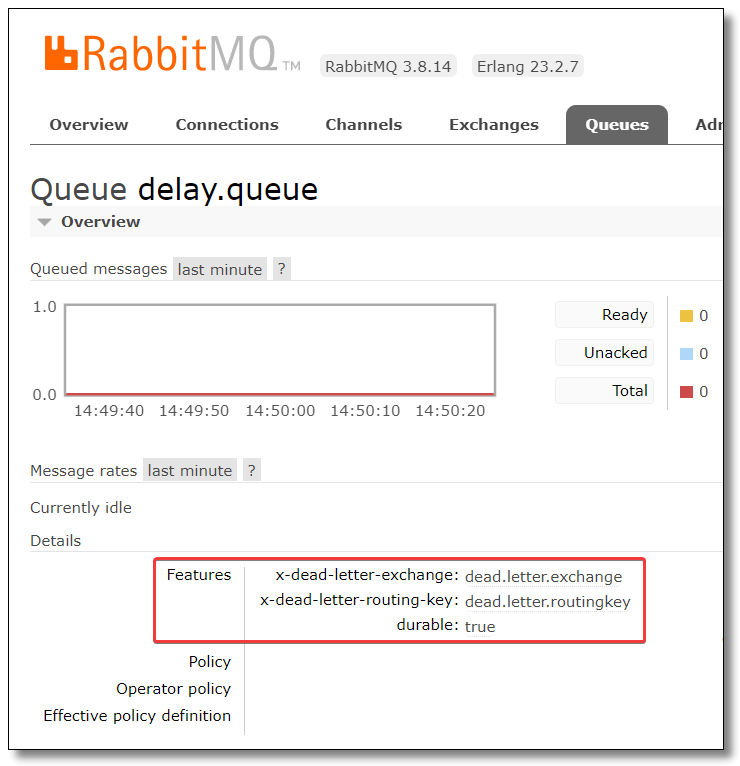 RabbitMQ TM RabbitMQ 3.8.14 Erlang 23.2.7
Overview Connections Channels Exchanges Queues Adr
Queue delay.queue
Overview
Queued messages last minute ?
1.0
0.0
14:49:40 14:49:50 14:50:00 14:50:10 14:50:20
Ready 0
Unacked 0
Total 0
Message rates last minute ?
Currently idle
Details
Features x-dead-letter-exchange: dead.letter.exchange
x-dead-letter-routing-key: dead.letter.routingkey
durable: true
Policy
Operator policy
Effective policy definition